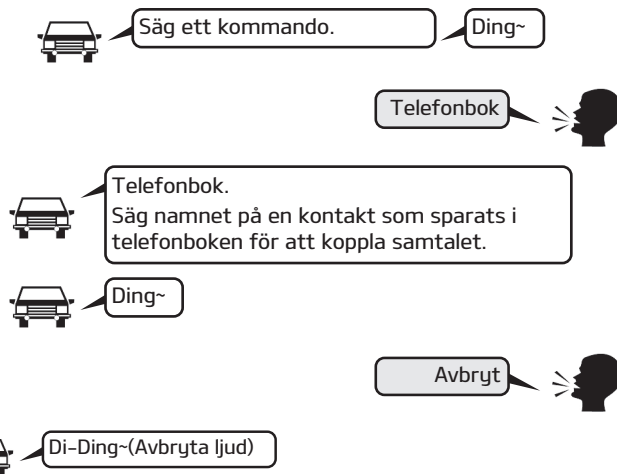 Säg ett kommando.
Ding~
Telefonbok
Telefonbok.
Säg namnet på en kontakt som sparats i
telefonboken för att koppla samtalet.
Ding~
Avbryt
Di-Ding~(Avbryta ljud)